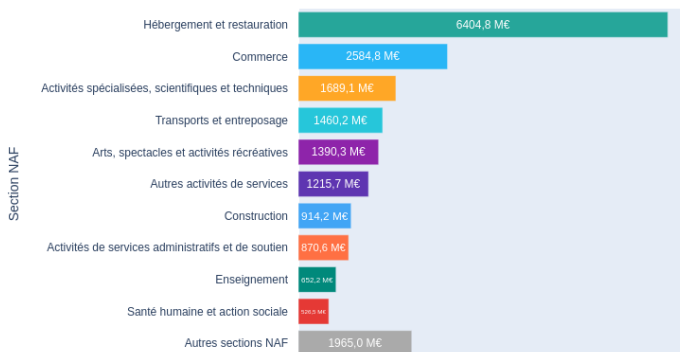 Section NAF
Hébergement et restauration 6404,8 M€
Commerce 2584,8 M€
Activités spécialisées, scientifiques et techniques 1689,1 M€
Transports et entreposage 1460,2 M€
Arts, spectacles et activités récréatives 1390,3 M€
Autres activités de services 1215,7 M€
Construction 914,2 M€
Activités de services administratifs et de soutien 870,6 M€
Enseignement 652,2 M€
Santé humaine et action sociale 526,5 M€
Autres sections NAF 1965,0 M€